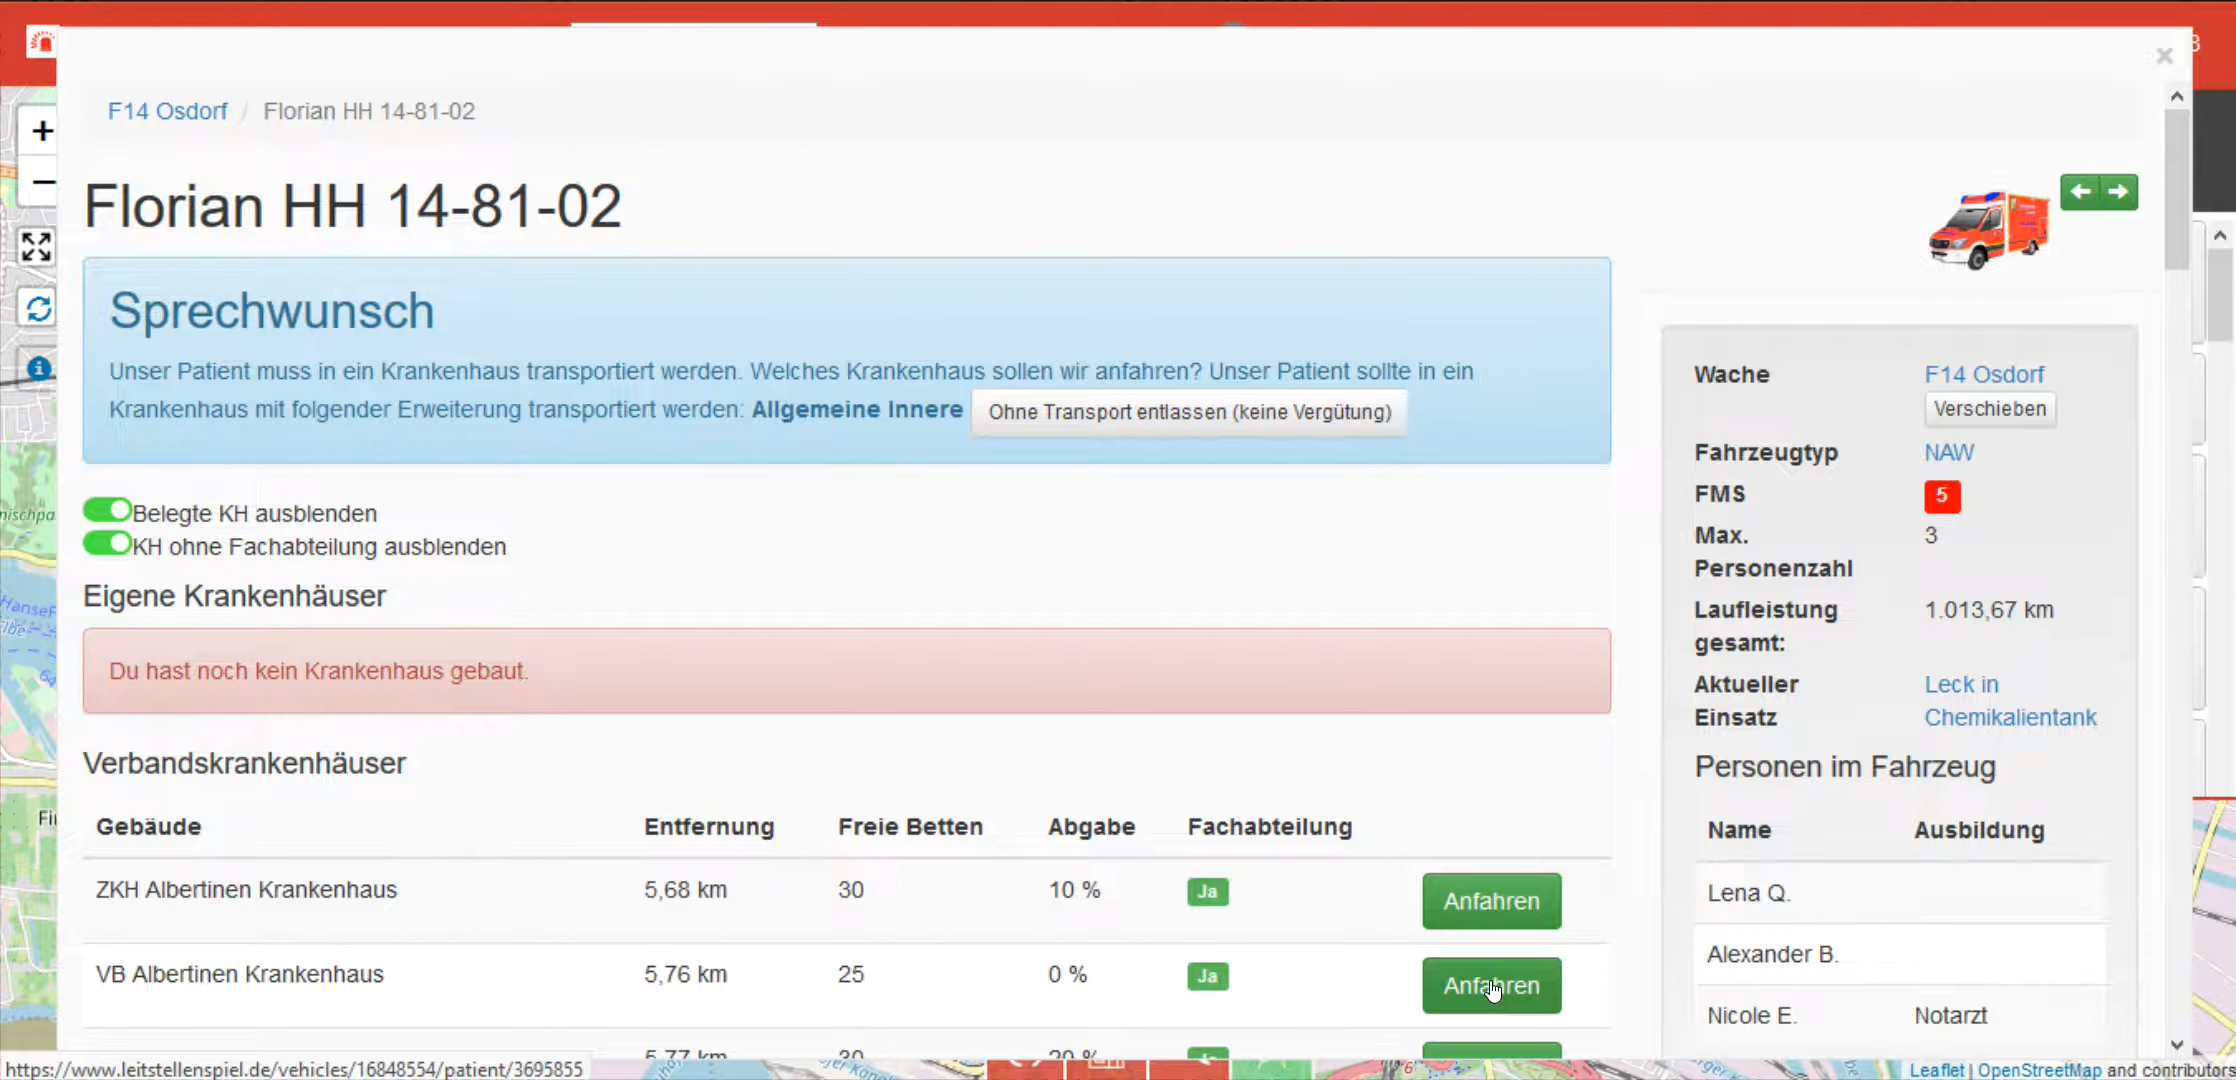 F14 Osdorf / Florian HH 14-81-02
Florian HH 14-81-02
Sprechwunsch
Unser Patient muss in ein Krankenhaus transportiert werden. Welches Krankenhaus sollen wir anfahren? Unser Patient sollte in ein
Krankenhaus mit folgender Erweiterung transportiert werden: Allgemeine Innere Ohne Transport entlassen (keine Vergütung)
Belegte KH ausblenden
KH ohne Fachabteilung ausblenden
Eigene Krankenhäuser
Du hast noch kein Krankenhaus gebaut.
Verbandskrankenhäuser
Gebäude Entfernung Freie Betten Abgabe Fachabteilung
ZKH Albertinen Krankenhaus 5,68 km 30 10 % Ja Anfahren
VB Albertinen Krankenhaus 5,76 km 25 0 % Ja Anfahren
5,77 km 30 20 %
Wache F14 Osdorf
Verschieben
Fahrzeugtyp NAW
FMS 5
Max. 3
Personenzahl
Laufleistung 1.013,67 km
gesamt:
Aktueller Leck in
Einsatz Chemikalientank
Personen im Fahrzeug
Name Ausbildung
Lena Q.
Alexander B.
Nicole E. Notarzt
https://www.leitstellenspiel.de/vehicles/16848554/patient/3695855
Leaflet | OpenStreetMap and contributors